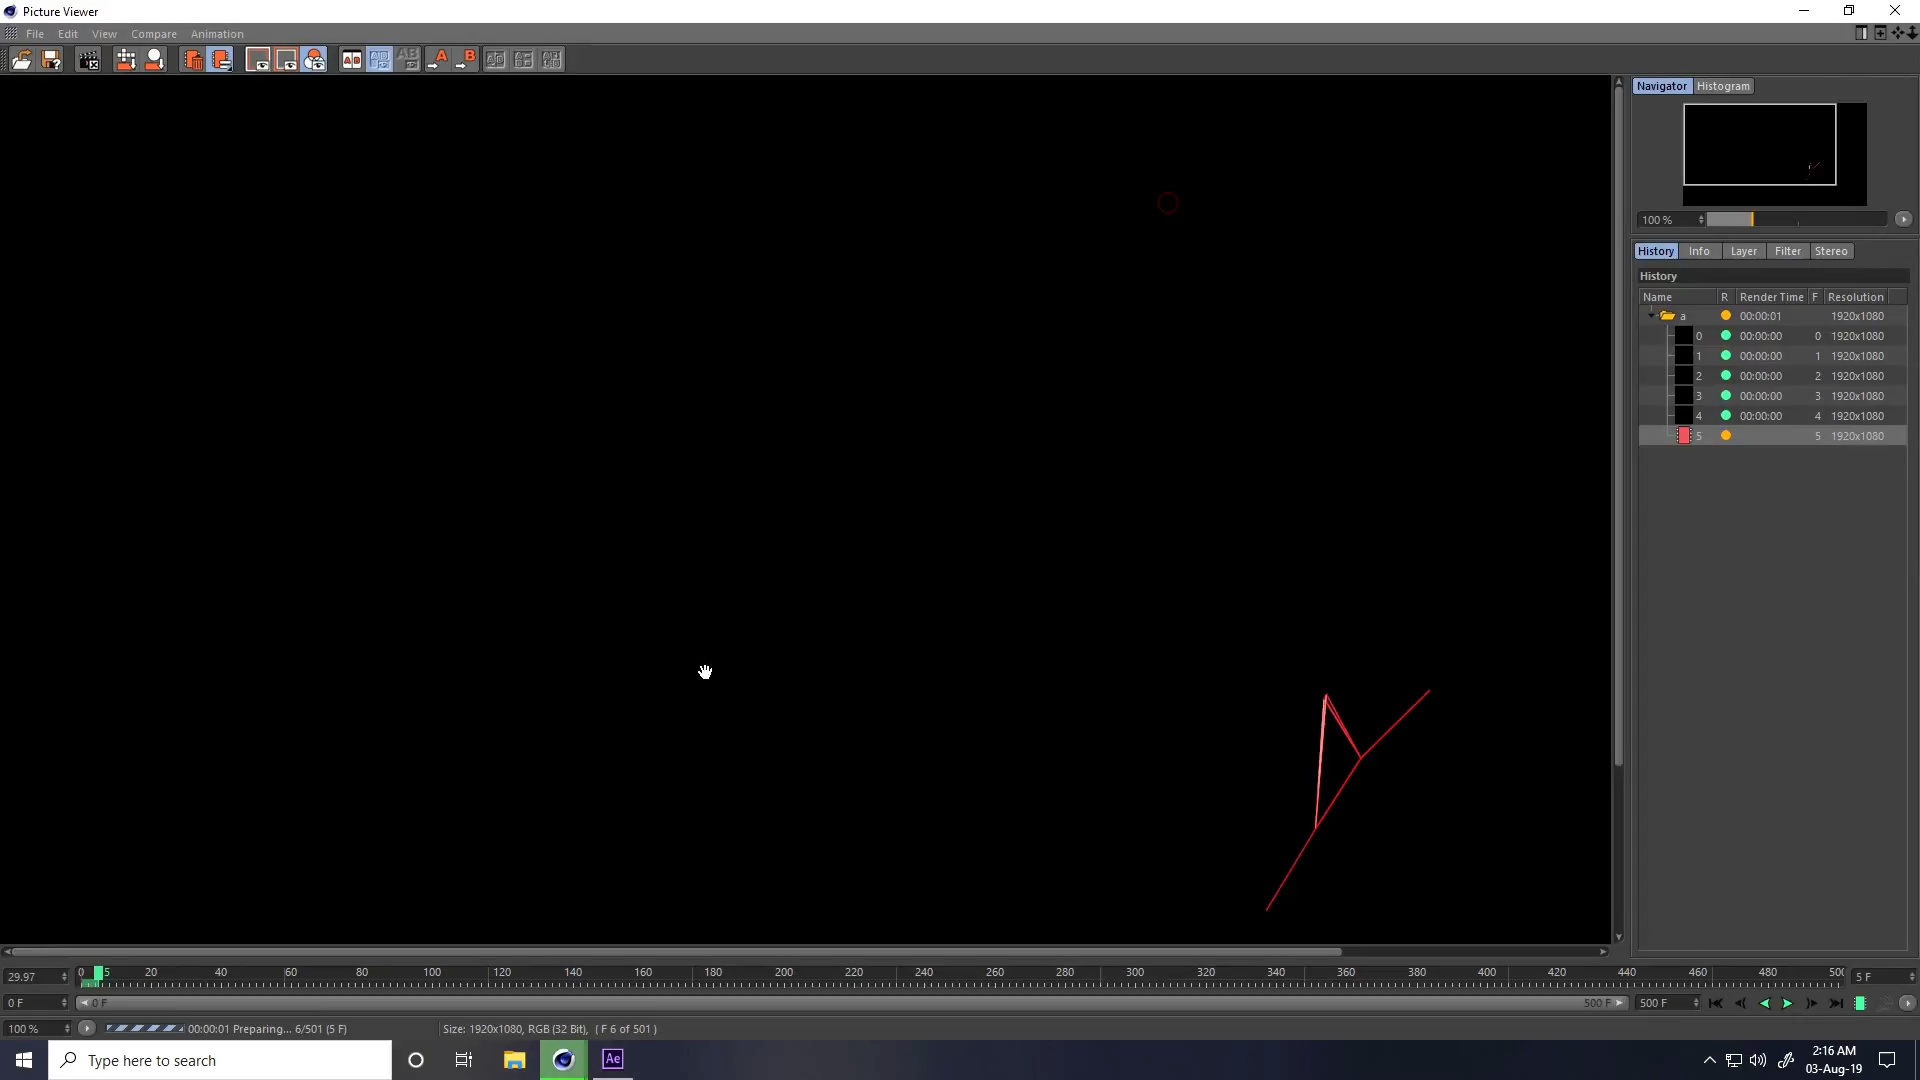 Picture Viewer
File Edit View Compare Animation
Navigator Histogram
100 %
History Info Layer Filter Stereo
History
Name R Render Time F Resolution
a 00:00:01 1920x1080
0 00:00:00 0 1920x1080
1 00:00:00 1 1920x1080
2 00:00:00 2 1920x1080
3 00:00:00 3 1920x1080
4 00:00:00 4 1920x1080
5 5 1920x1080
29.97 0 5 20 40 60 80 100 120 140 160 180 200 220 240 260 280 300 320 340 360 380 400 420 440 460 480 500 5 F
0 F 0 F 500 F 500 F
100 % 00:00:01 Preparing... 6/501 (5 F) Size: 1920x1080, RGB (32 Bit), ( F 6 of 501 )
Type here to search Ae 2:16 AM
03-Aug-19